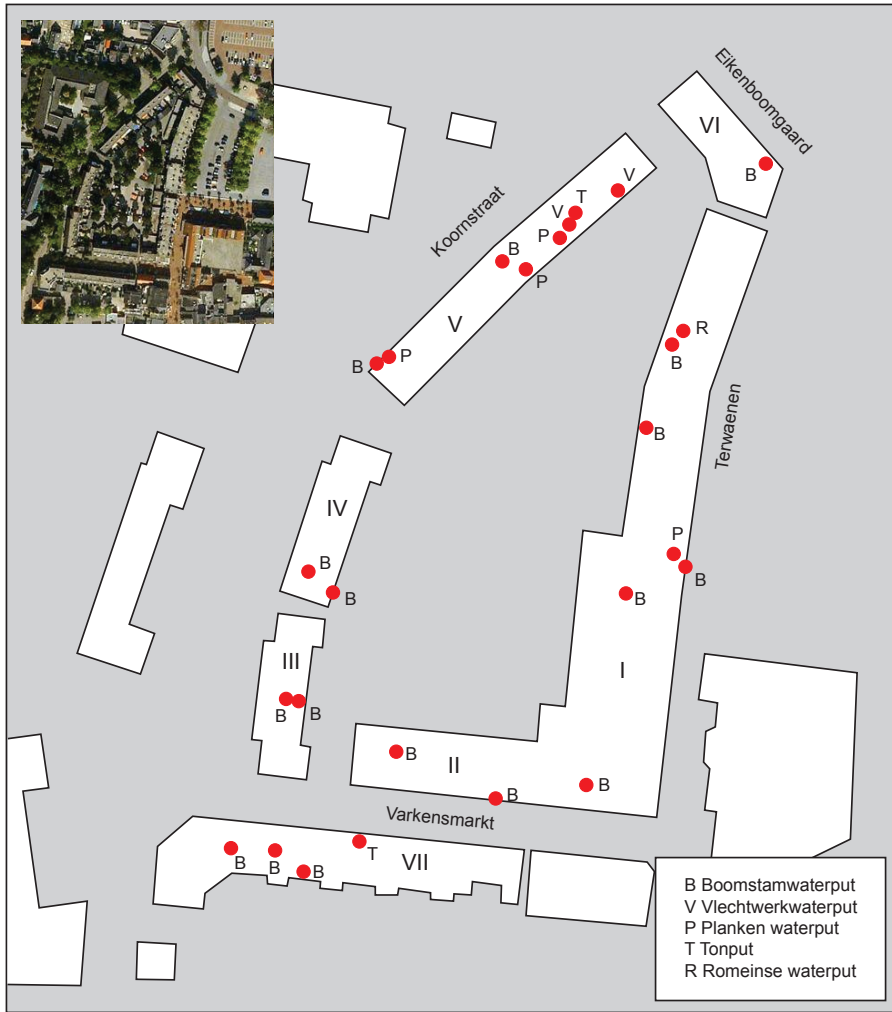 Eikenboomgaard
VI
B
Koornstraat
V
T
V
P
B
P
V
P
B
R
B
B
Terwaenen
IV
P
B
B
B
B
III
I
B
B
B
II
B
B
Varkensmarkt
VII
T
B
B
B
B Boomstamwaterput
V Vlechtwerkwaterput
P Planken waterput
T Tonput
R Romeinse waterput